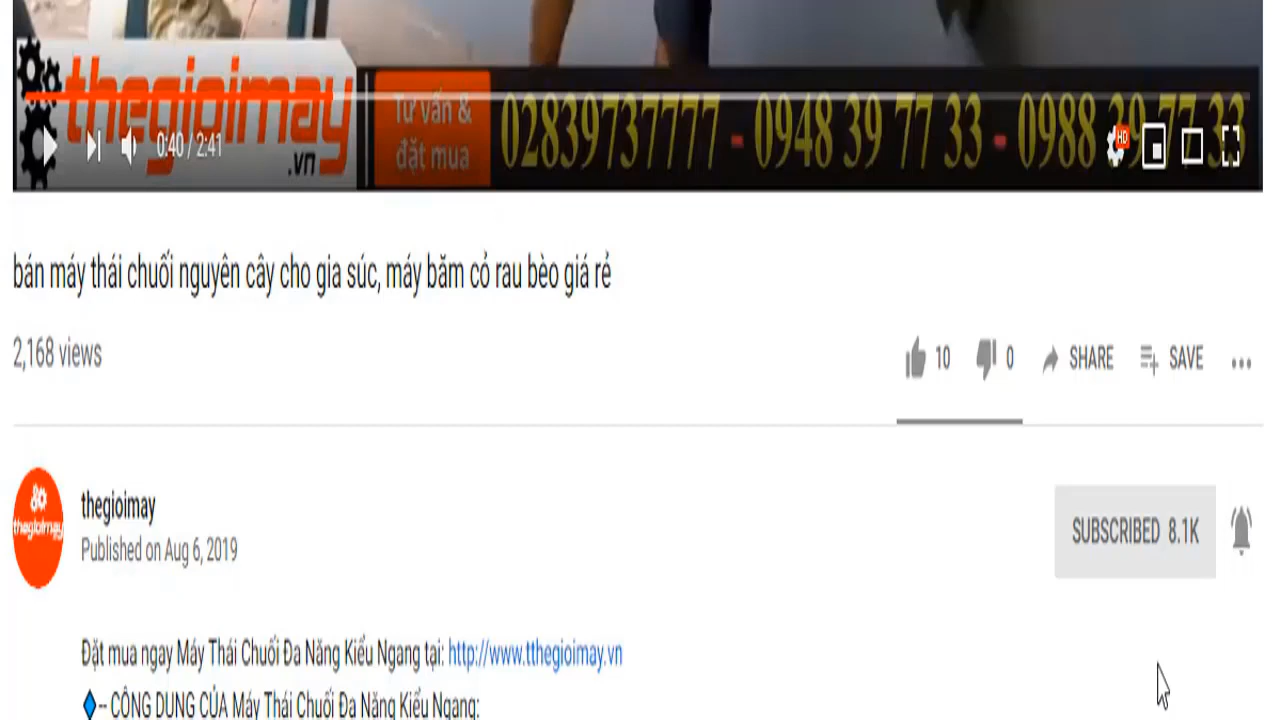 thegioimay
.vn
Tư vấn &
đặt mua
02839737777 - 0948 39 77 33 - 0988 39 77 33
0:40 / 2:41
HD
bán máy thái chuối nguyên cây cho gia súc, máy băm cỏ rau bèo giá rẻ
2,168 views
10 0 SHARE SAVE
thegioimay
thegioimay
Published on Aug 6, 2019
SUBSCRIBED 8.1K
Đặt mua ngay Máy Thái Chuối Đa Năng Kiểu Ngang tại: http://www.tthegioimay.vn
-- CÔNG DỤNG CỦA Máy Thái Chuối Đa Năng Kiểu Ngang: